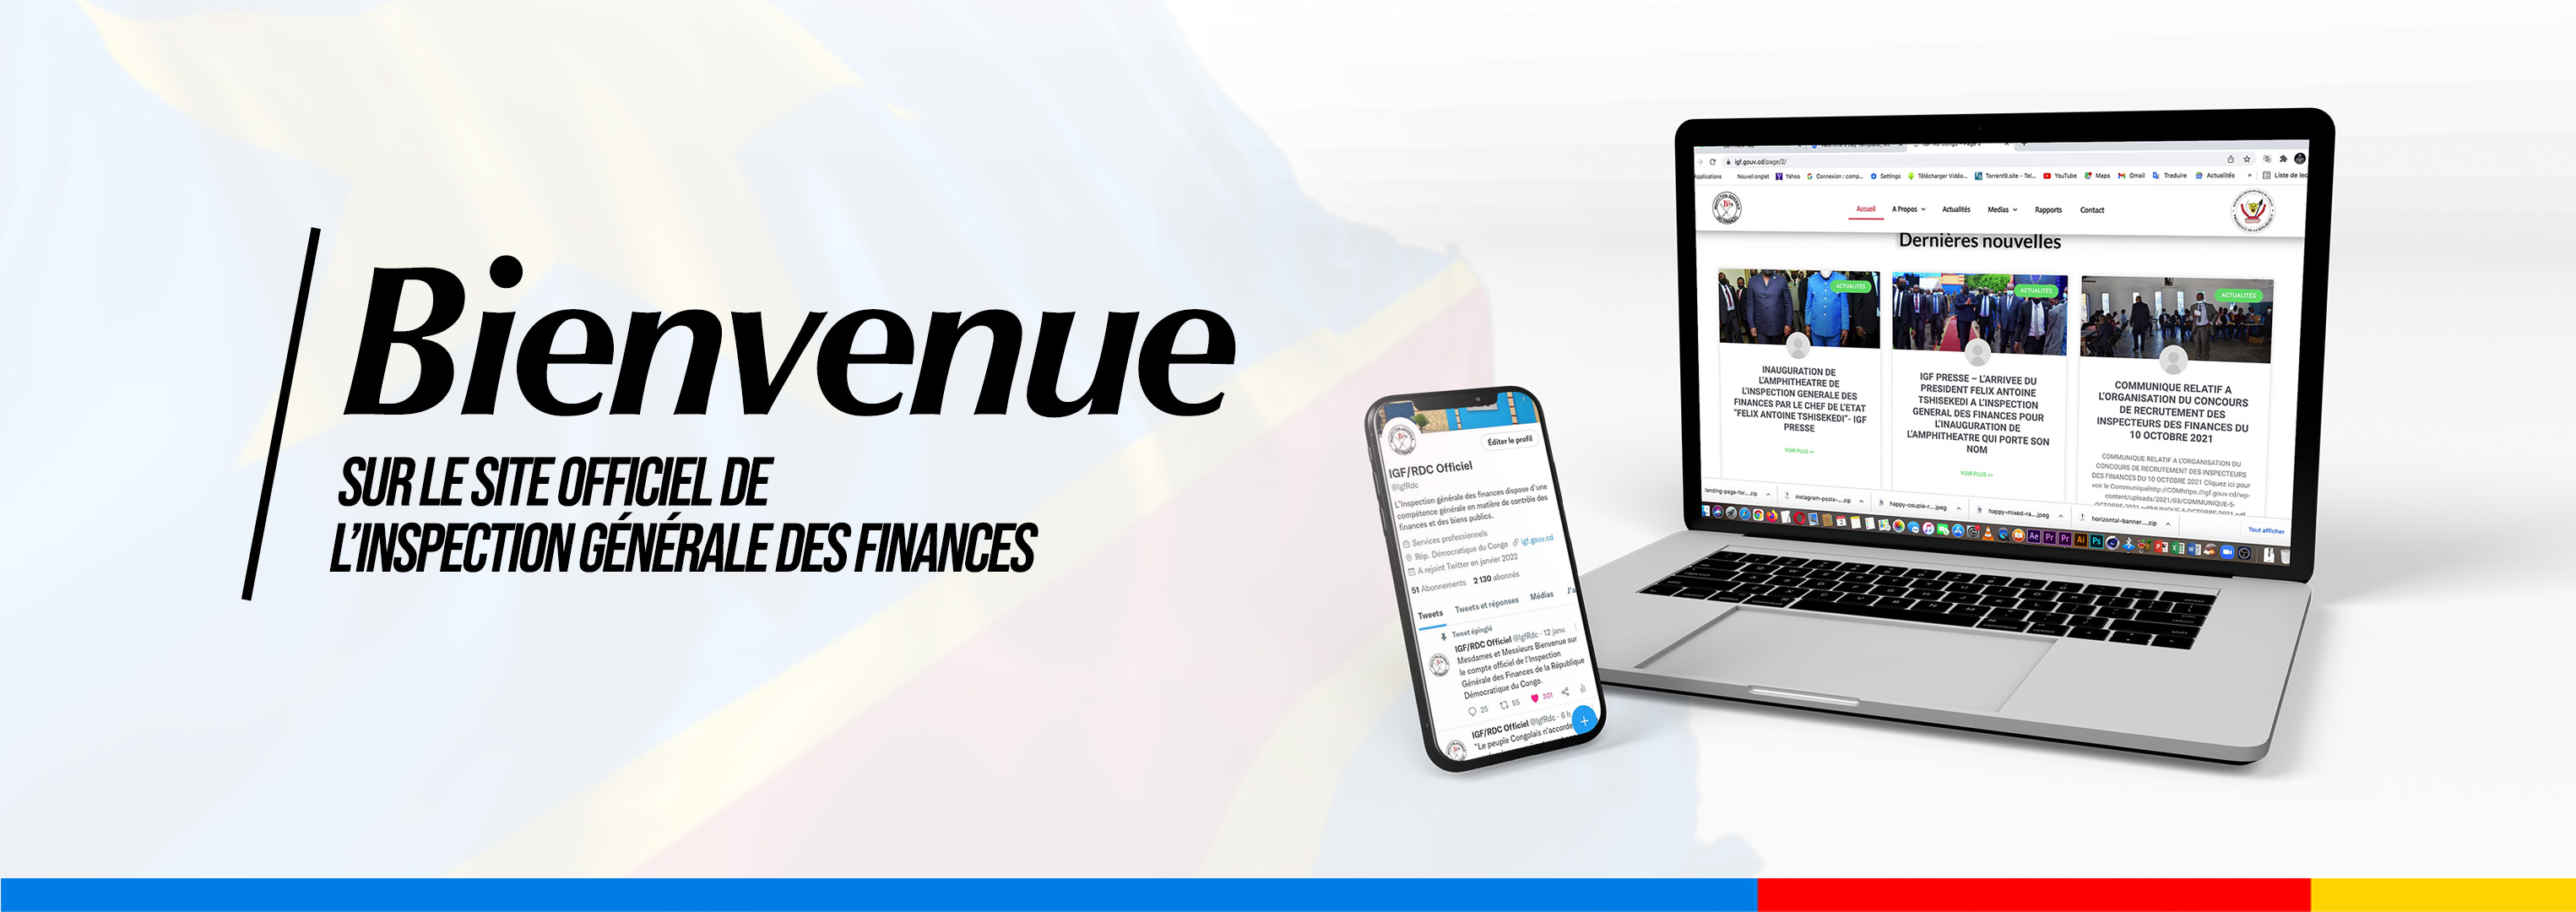 Bienvenue
SUR LE SITE OFFICIEL DE
L'INSPECTION GÉNÉRALE DES FINANCES
Éditer le profil
IGF/RDC Officiel
@IgfRdc
L'Inspection générale des finances dispose d'une
compétence générale en matière de contrôle des
finances et des biens publics.
Services professionnels
Rép. Démocratique du Congo igf.gouv.cd
A rejoint Twitter en janvier 2022
51 Abonnements 2 130 abonnés
Tweets Tweets et réponses Médias J'a
Tweet épinglé
IGF/RDC Officiel @IgfRdc · 12 janv.
Mesdames et Messieurs Bienvenue sur
le compte officiel de l'Inspection
Générale des Finances de la République
Démocratique du Congo.
25 55 301
IGF/RDC Officiel @IgfRdc · 6 h
"Le peuple Congolais n'accorde
igf.gouv.cd/page/2/
Applications Nouvel onglet Yahoo Connexion : comp... Settings Télécharger Vidéo... Torrent9.site - Tel... YouTube Maps Gmail Traduire Actualités » Liste de lec
Accueil A Propos Actualités Medias Rapports Contact
Dernières nouvelles
ACTUALITÉS
INAUGURATION DE
L'AMPHITHEATRE DE
L'INSPECTION GENERALE DES
FINANCES PAR LE CHEF DE L'ETAT
"FELIX ANTOINE TSHISEKEDI"- IGF
PRESSE
VOIR PLUS >>
ACTUALITÉS
IGF PRESSE – L'ARRIVEE DU
PRESIDENT FELIX ANTOINE
TSHISEKEDI A L'INSPECTION
GENERAL DES FINANCES POUR
L'INAUGURATION DE
L'AMPHITHEATRE QUI PORTE SON
NOM
VOIR PLUS >>
ACTUALITÉS
COMMUNIQUE RELATIF A
L'ORGANISATION DU CONCOURS
DE RECRUTEMENT DES
INSPECTEURS DES FINANCES DU
10 OCTOBRE 2021
COMMUNIQUE RELATIF A L'ORGANISATION DU
CONCOURS DE RECRUTEMENT DES INSPECTEURS
DES FINANCES DU 10 OCTOBRE 2021 Cliquez ici pour
voir le Communiquéhttp://COMhttps://igf.gouv.cd/wp-
content/uploads/2021/03/COMMUNIQUE-5-
landing-page-for....zip instagram-posts-....zip happy-couple-r....jpeg happy-mixed-ra....jpeg horizontal-banner....zip Tout afficher
Ae Pr Pr Ai Ps